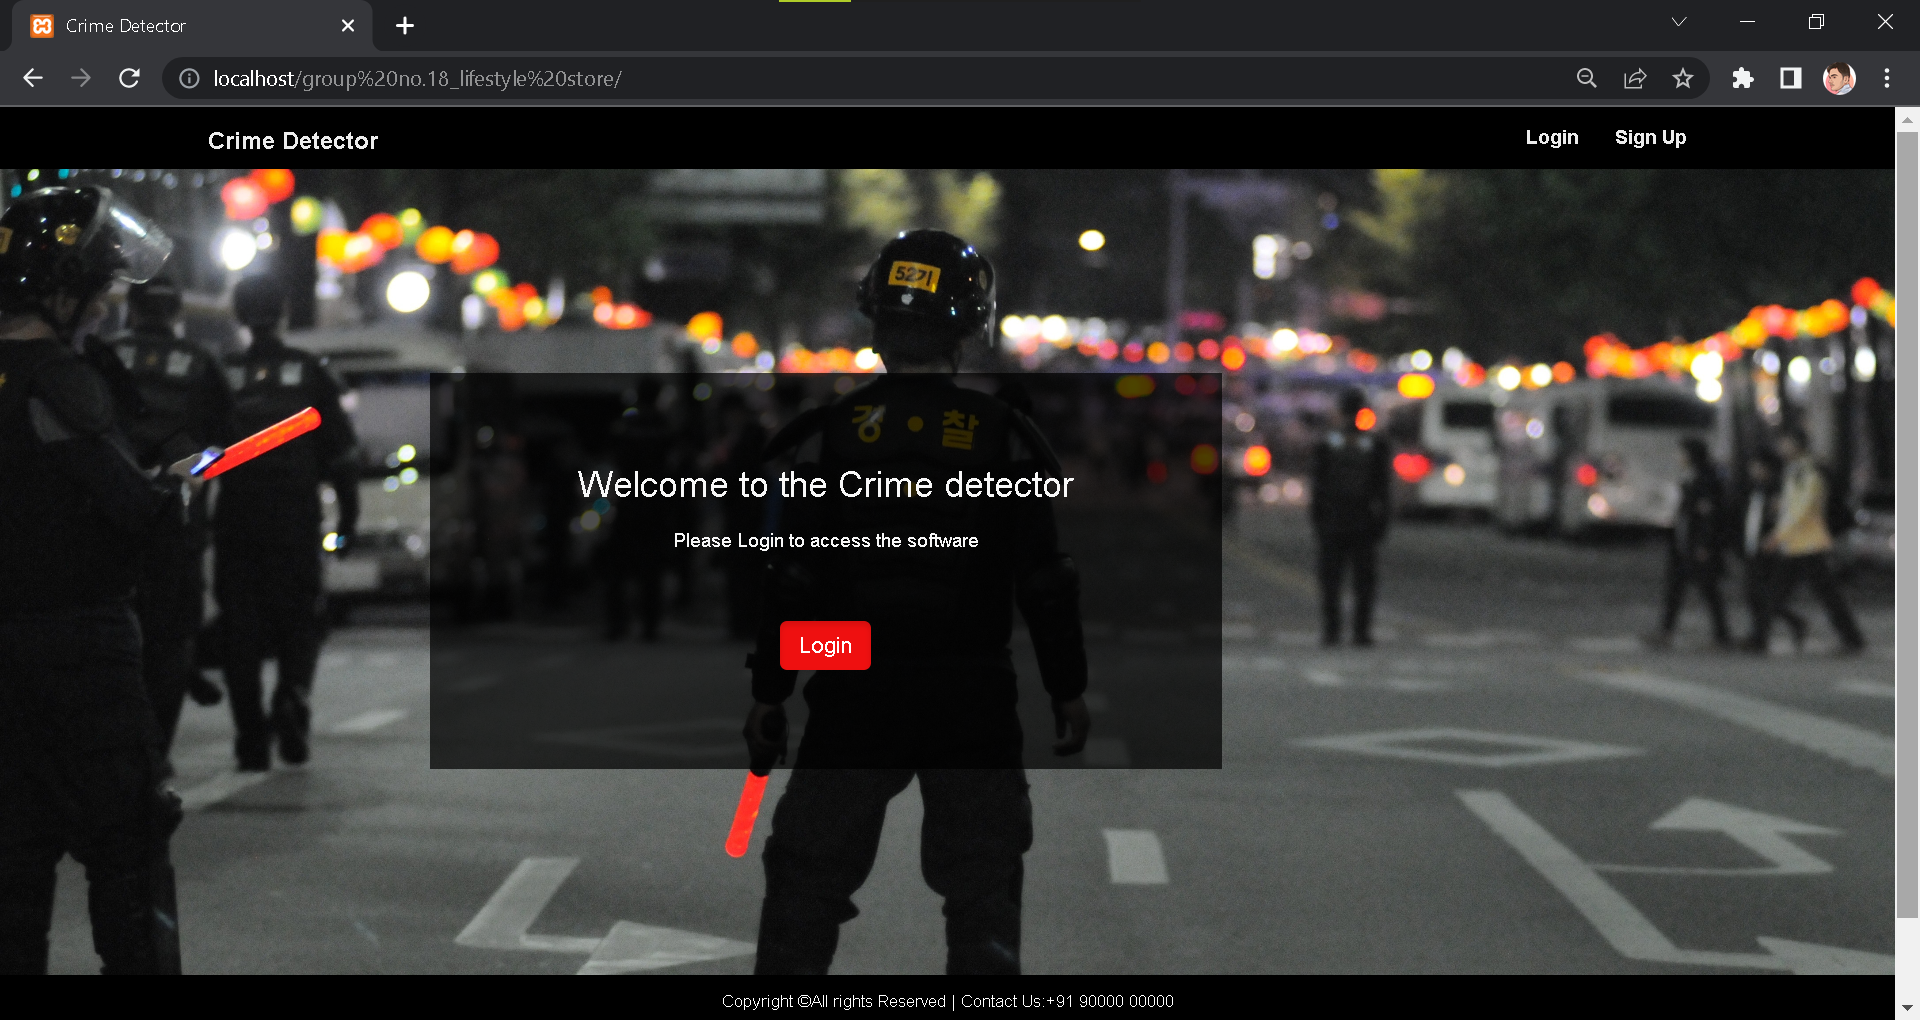 Crime Detector
localhost/group%20no.18_lifestyle%20store/
Crime Detector
Login
Sign Up
5271
경 찰
Welcome to the Crime detector
Please Login to access the software
Login
Copyright ©All rights Reserved | Contact Us:+91 90000 00000